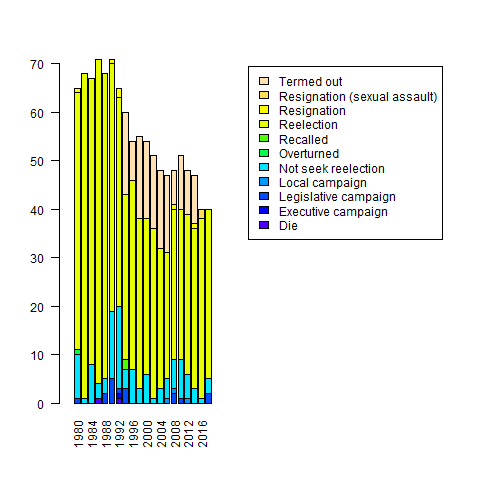 70
60
50
40
30
20
10
0
1980
1984
1988
1992
1996
2000
2004
2008
2012
2016
Termed out
Resignation (sexual assault)
Resignation
Reelection
Recalled
Overturned
Not seek reelection
Local campaign
Legislative campaign
Executive campaign
Die